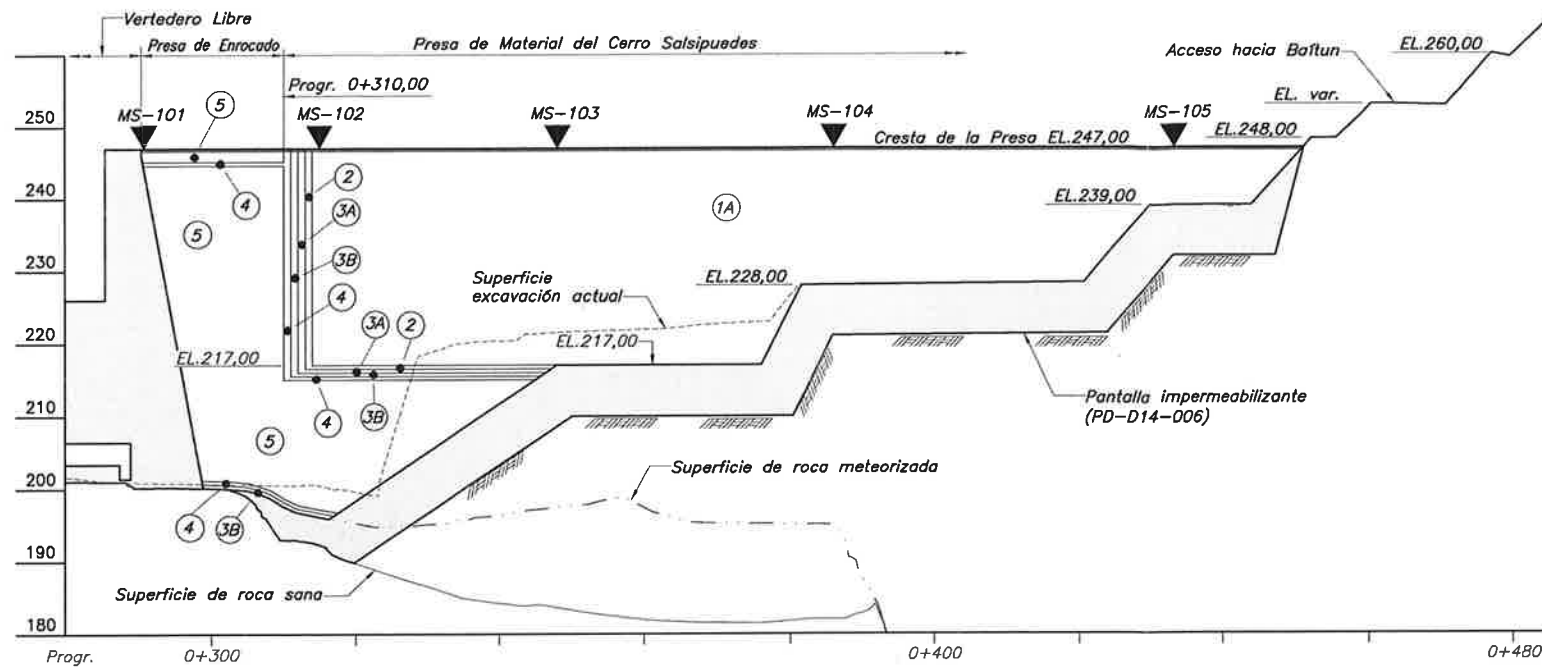 Vertedero Libre
Presa de Enrocado
Presa de Material del Cerro Salsipuedes
Acceso hacia Baltun
EL.260,00
Progr. 0+310,00
EL. var.
MS-101
5
MS-102
MS-103
MS-104
MS-105
EL.248,00
Cresta de la Presa EL.247,00
250
4
2
240
5
3A
1A
EL.239,00
3B
230
Superficie
excavación actual
EL.228,00
4
3A
2
220
EL.217,00
EL.217,00
4
3B
Pantalla impermeabilizante
(PD-D14-006)
210
5
Superficie de roca meteorizada
200
4
3B
190
Superficie de roca sana
180
Progr.
0+300
0+400
0+480